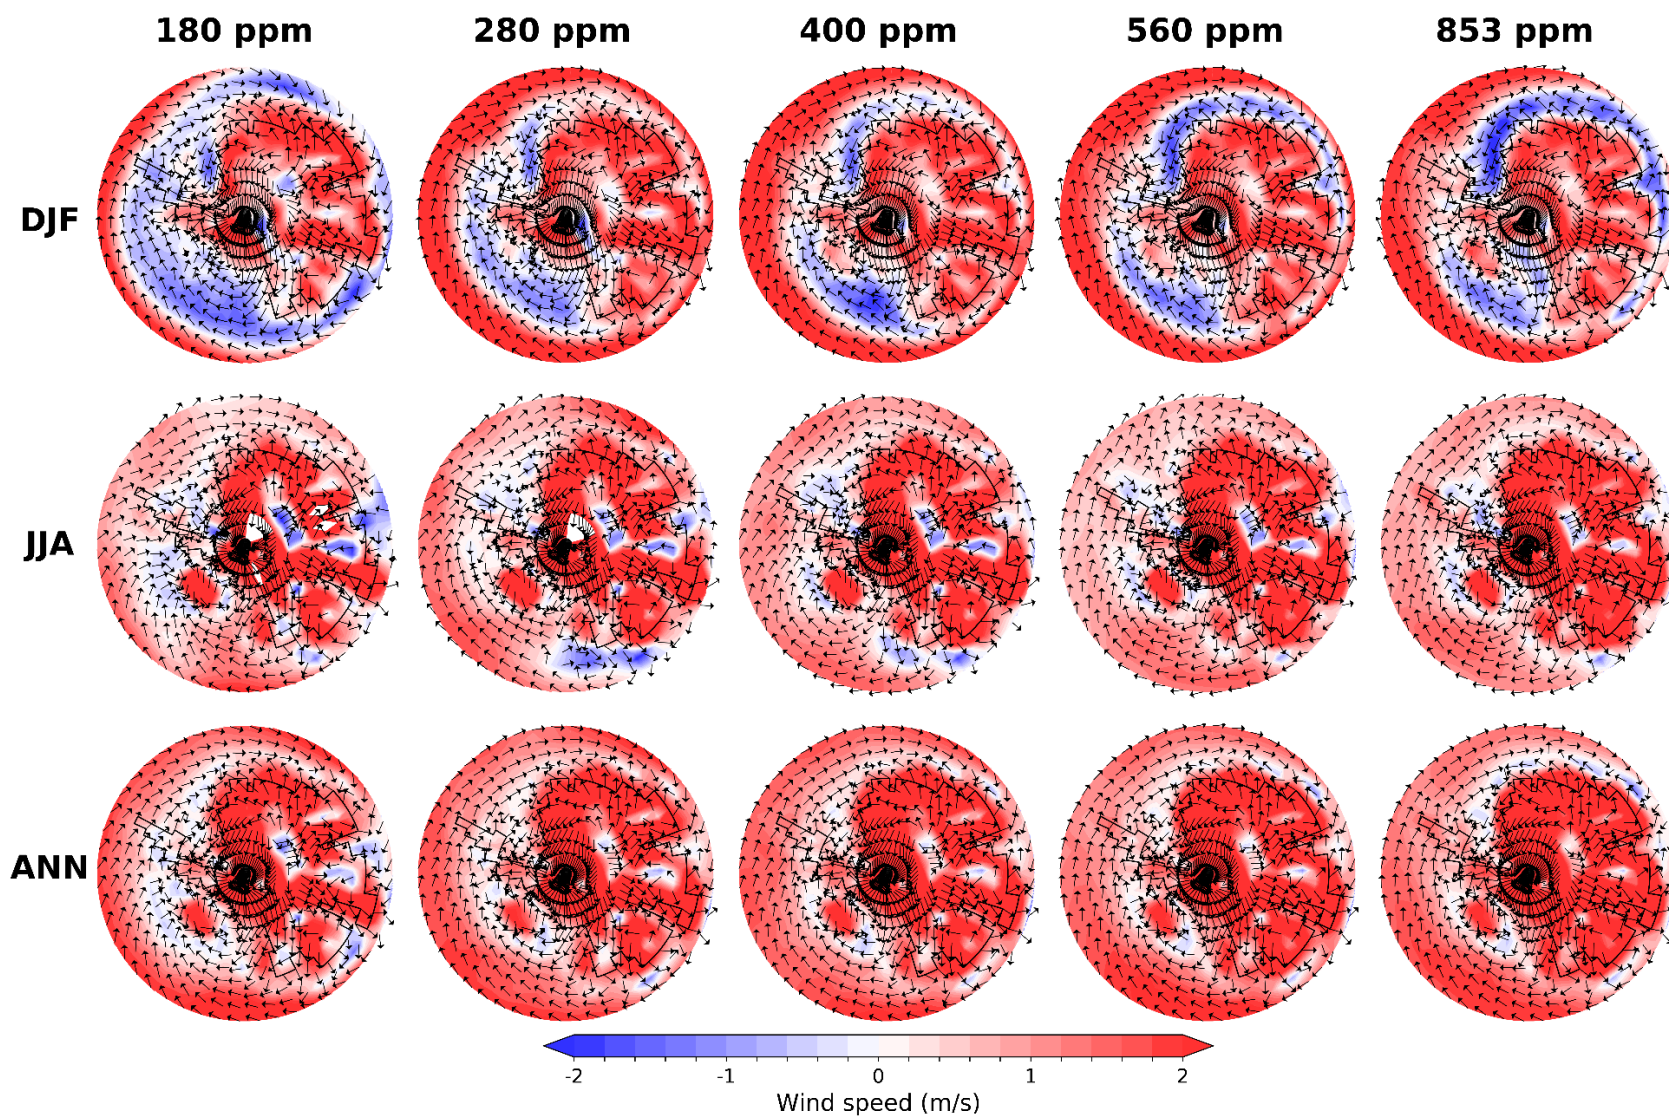 180 ppm 280 ppm 400 ppm 560 ppm 853 ppm
DJF
JJA
ANN
-2 -1 0 1 2
Wind speed (m/s)